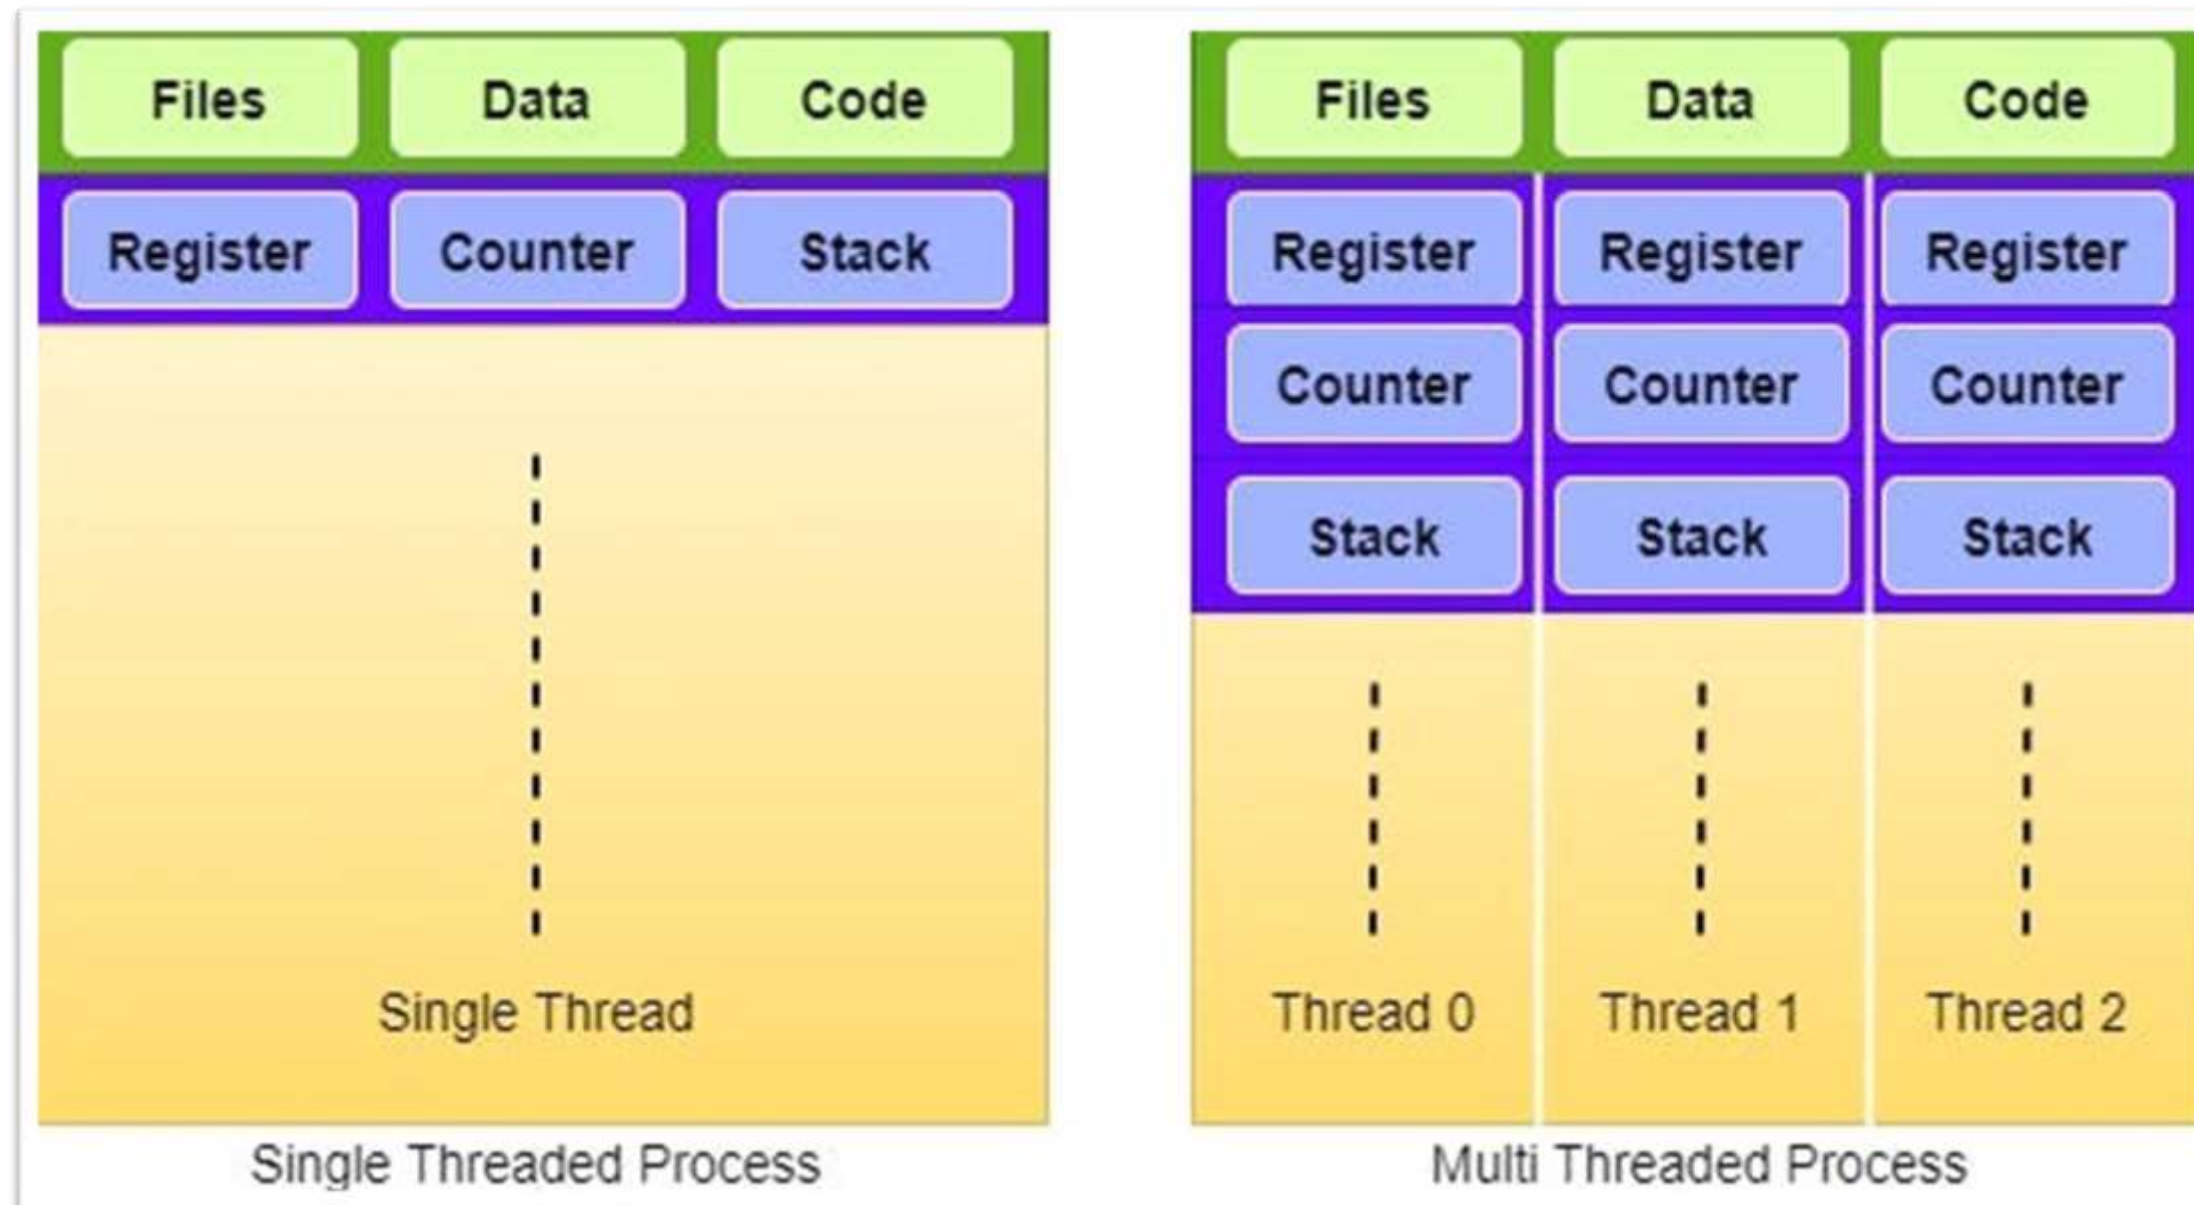 Files Data Code
Register Counter Stack
Single Thread
Single Threaded Process
Files Data Code
Register Register Register
Counter Counter Counter
Stack Stack Stack
Thread 0 Thread 1 Thread 2
Multi Threaded Process